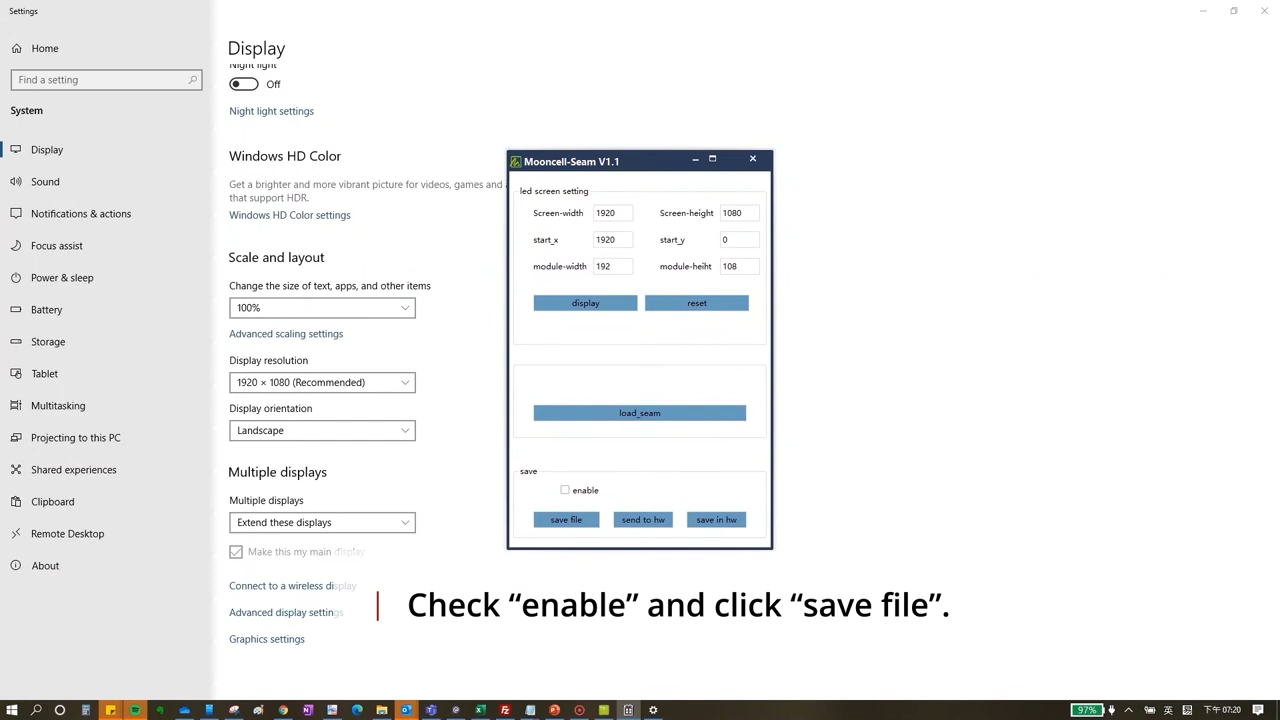 Settings
Home
Find a setting
System
Display
Sound
Notifications & actions
Focus assist
Power & sleep
Battery
Storage
Tablet
Multitasking
Projecting to this PC
Shared experiences
Clipboard
Remote Desktop
About
Display
Night light
Off
Night light settings
Windows HD Color
Get a brighter and more vibrant picture for videos, games and a
that support HDR.
Windows HD Color settings
Scale and layout
Change the size of text, apps, and other items
100%
Advanced scaling settings
Display resolution
1920 × 1080 (Recommended)
Display orientation
Landscape
Multiple displays
Multiple displays
Extend these displays
Make this my main display
Connect to a wireless display
Advanced display settings
Graphics settings
Mooncell-Seam V1.1
led screen setting
Screen-width 1920 Screen-height 1080
start_x 1920 start_y 0
module-width 192 module-heiht 108
display reset
load_seam
save
enable
save file send to hw save in hw
Check “enable” and click “save file”.
97% 英 下午 07:20